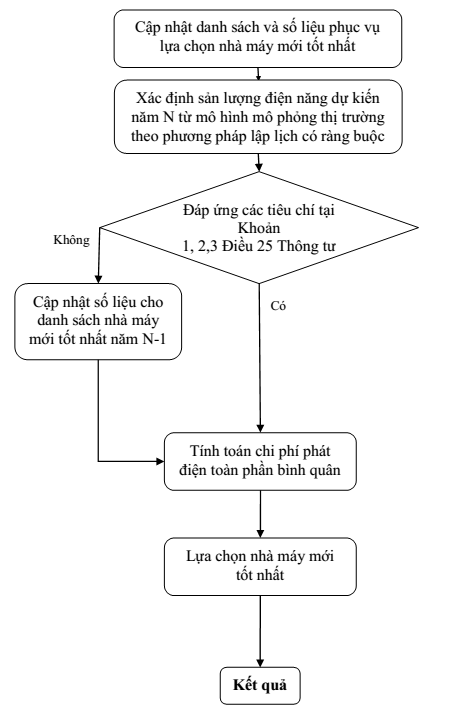 Cập nhật danh sách và số liệu phục vụ
lựa chọn nhà máy mới tốt nhất
Xác định sản lượng điện năng dự kiến
năm N từ mô hình mô phỏng thị trường
theo phương pháp lập lịch có ràng buộc
Đáp ứng các tiêu chí tại
Khoản
1, 2,3 Điều 25 Thông tư
Không
Cập nhật số liệu cho
danh sách nhà máy
mới tốt nhất năm N-1
Có
Tính toán chi phí phát
điện toàn phần bình quân
Lựa chọn nhà máy mới
tốt nhất
Kết quả